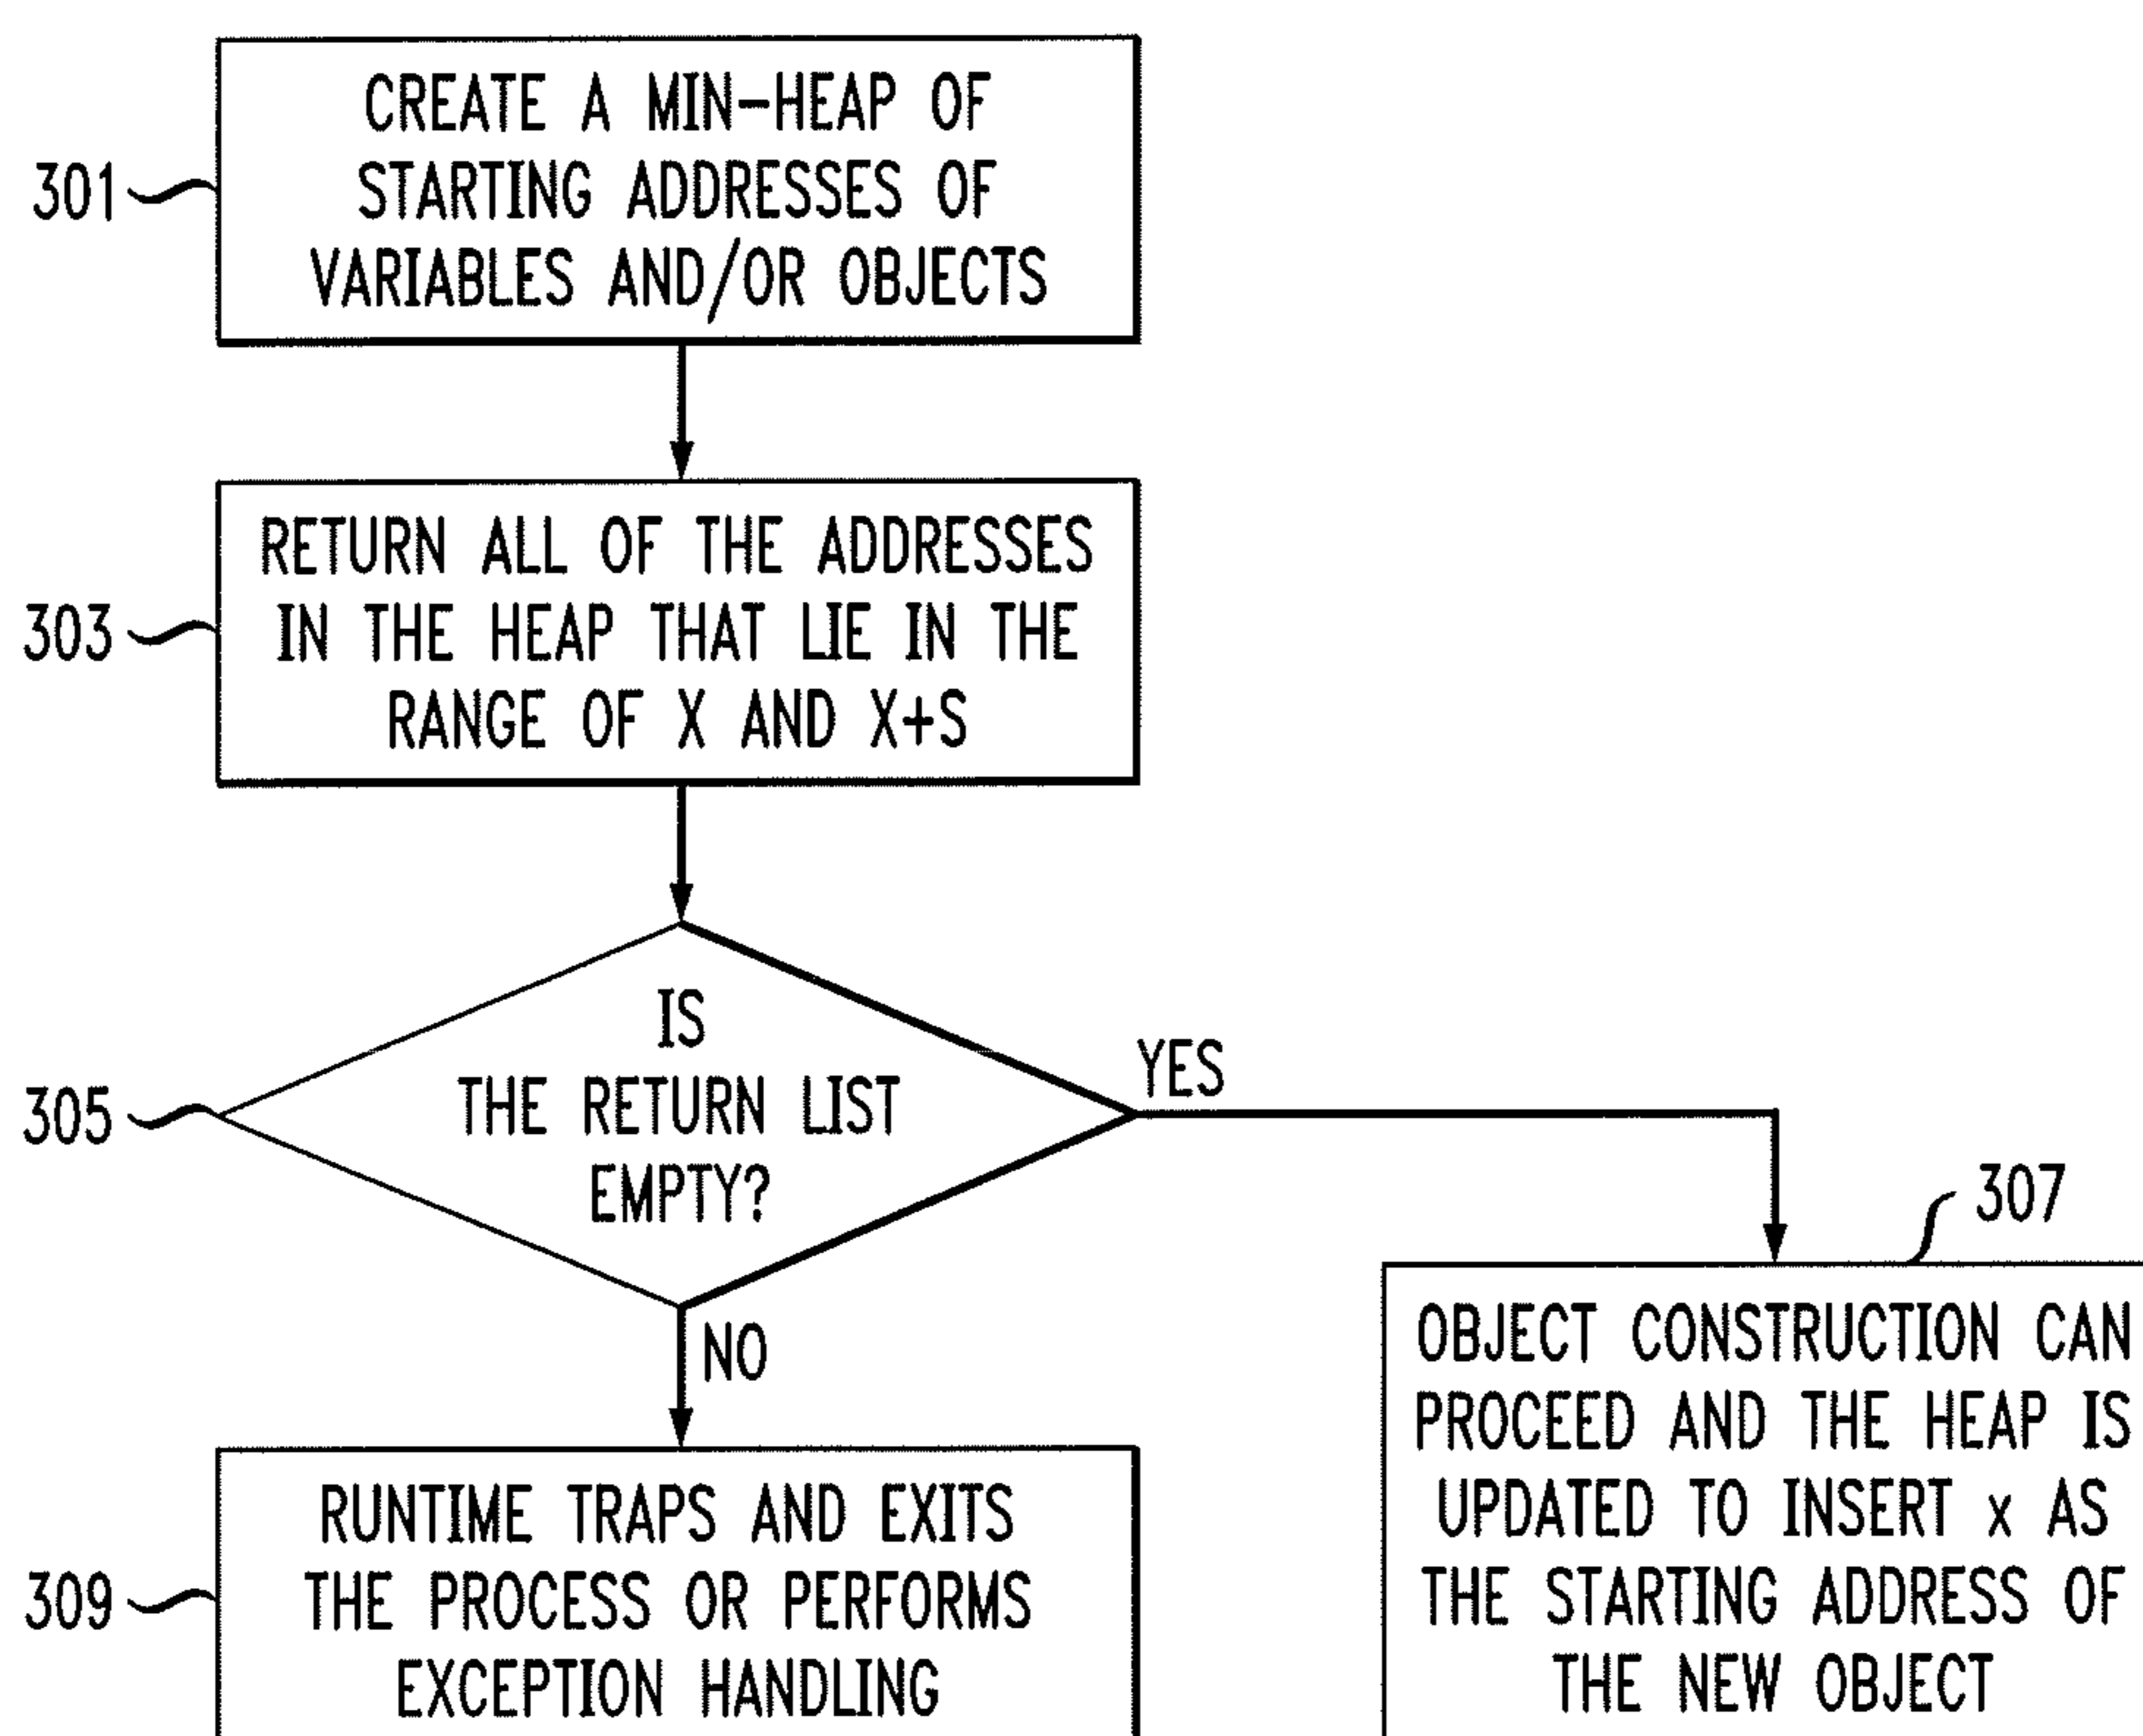 301
CREATE A MIN-HEAP OF
STARTING ADDRESSES OF
VARIABLES AND/OR OBJECTS
303
RETURN ALL OF THE ADDRESSES
IN THE HEAP THAT LIE IN THE
RANGE OF X AND X+S
305
IS
THE RETURN LIST
EMPTY?
YES
NO
307
OBJECT CONSTRUCTION CAN
PROCEED AND THE HEAP IS
UPDATED TO INSERT x AS
THE STARTING ADDRESS OF
THE NEW OBJECT
309
RUNTIME TRAPS AND EXITS
THE PROCESS OR PERFORMS
EXCEPTION HANDLING